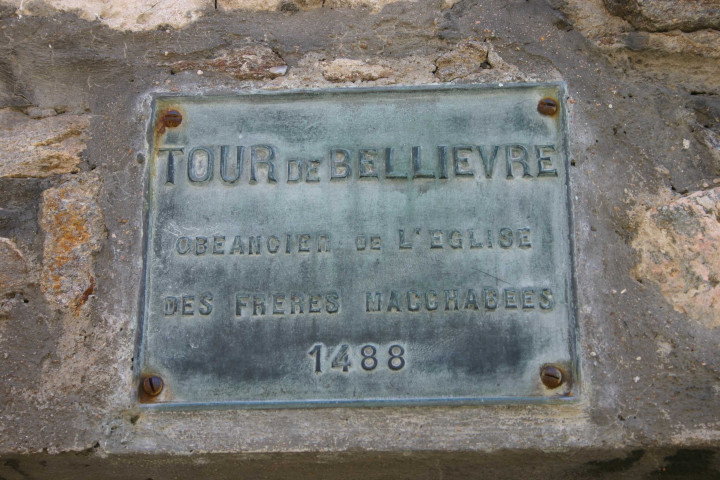 TOUR DE BELLIEVRE
OBEANCIER DE L'EGLISE
DES FRERES MACCHABEES
1488